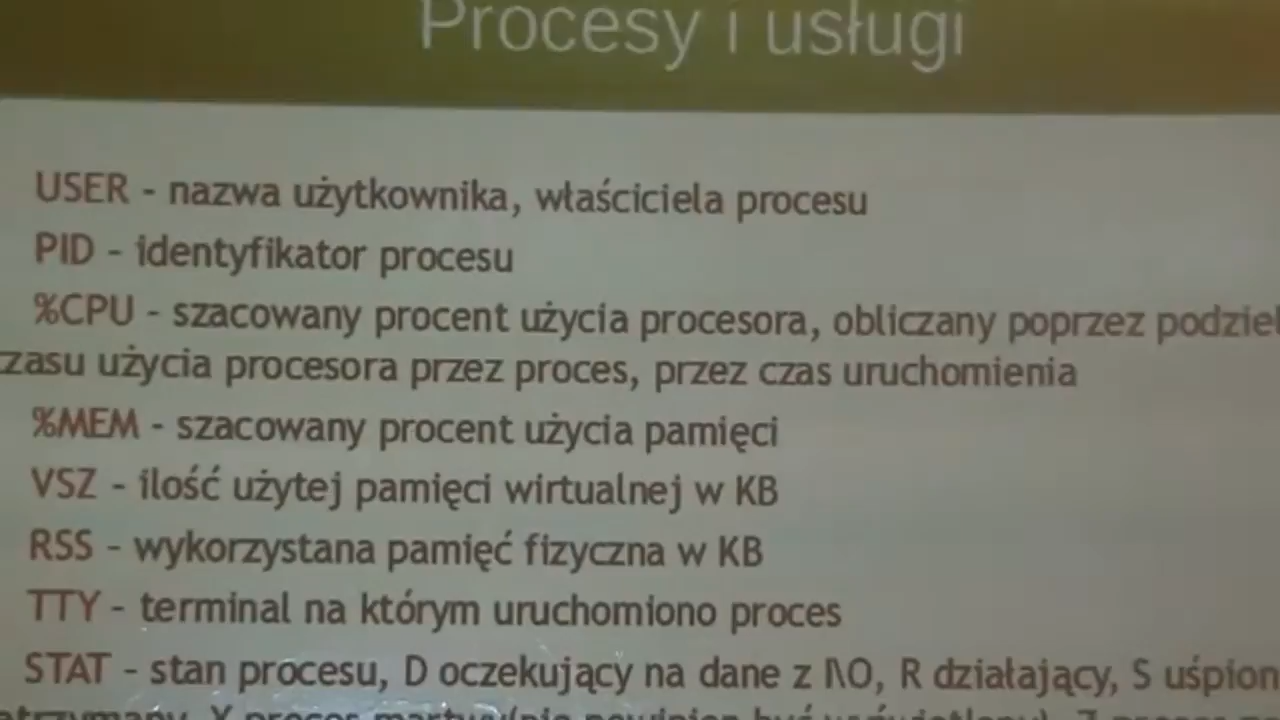 Procesy i usługi
USER - nazwa użytkownika, właściciela procesu
PID - identyfikator procesu
%CPU - szacowany procent użycia procesora, obliczany poprzez
zasu użycia procesora przez proces, przez czas uruchomienia
%MEM - szacowany procent użycia pamięci
VSZ - ilość użytej pamięci wirtualnej w KB
RSS - wykorzystana pamięć fizyczna w KB
TTY - terminal na którym uruchomiono proces
STAT - stan procesu, D oczekujący na dane z I\O, R działający, S uśpion